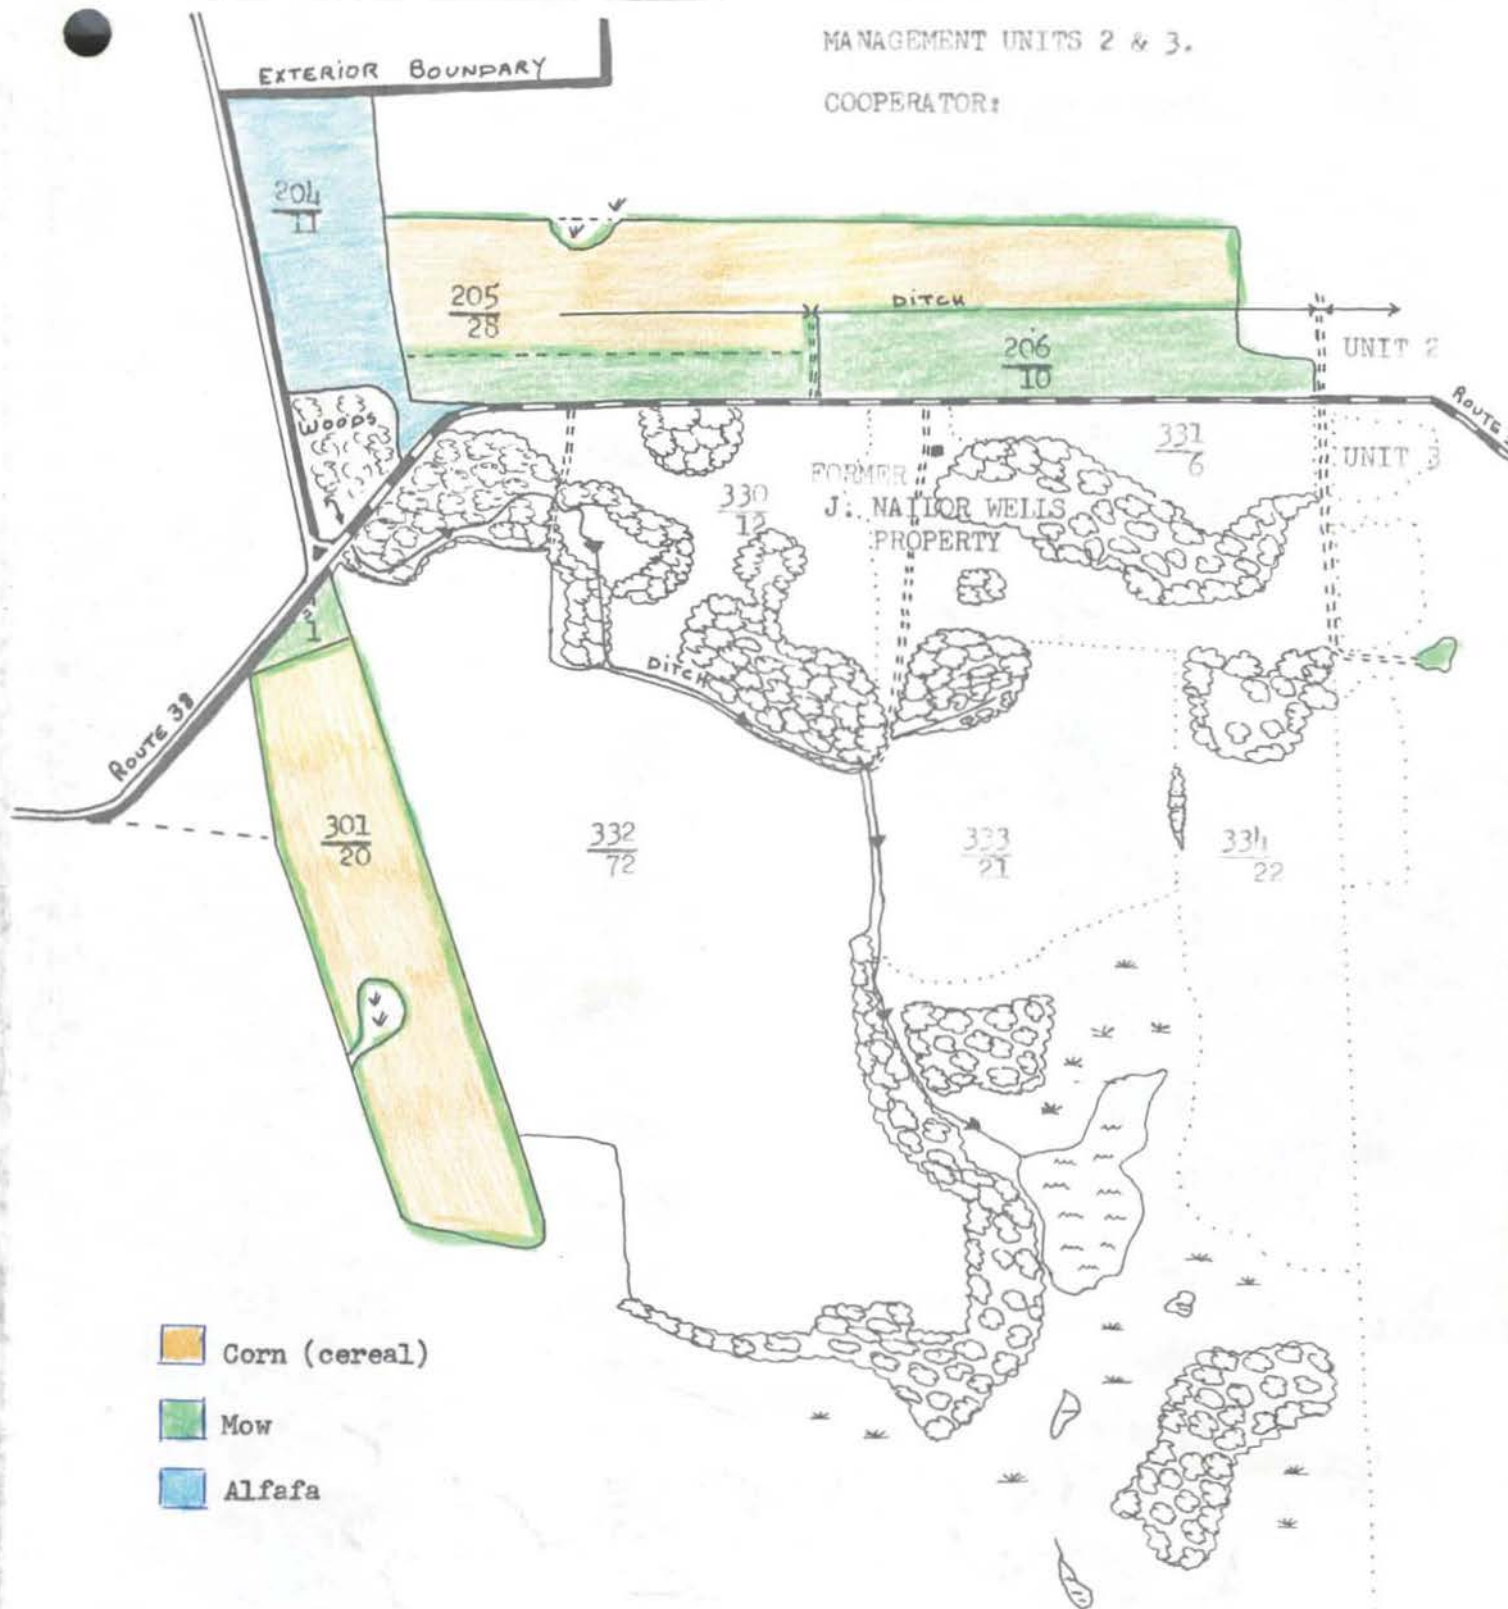 MANAGEMENT UNITS 2 & 3.
COOPERATOR:
EXTERIOR BOUNDARY
204
11
205
28
DITCH
206
10
UNIT 2
ROUTE
WOODS
331
6
UNIT 3
330
12
FORMER
J. NAILOR WELLS
PROPERTY
1
DITCH
ROUTE 38
301
20
332
72
333
21
334
22
Corn (cereal)
Mow
Alfafa